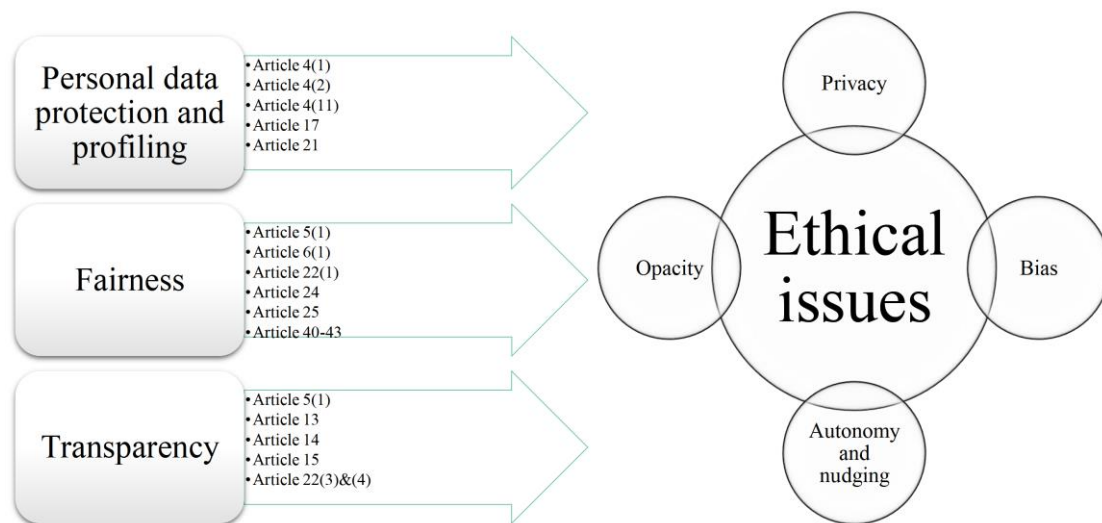 Personal data
protection and
profiling
• Article 4(1)
• Article 4(2)
• Article 4(11)
• Article 17
• Article 21
Fairness
• Article 5(1)
• Article 6(1)
• Article 22(1)
• Article 24
• Article 25
• Article 40-43
Transparency
• Article 5(1)
• Article 13
• Article 14
• Article 15
• Article 22(3)&(4)
Privacy
Opacity
Ethical
issues
Bias
Autonomy
and
nudging